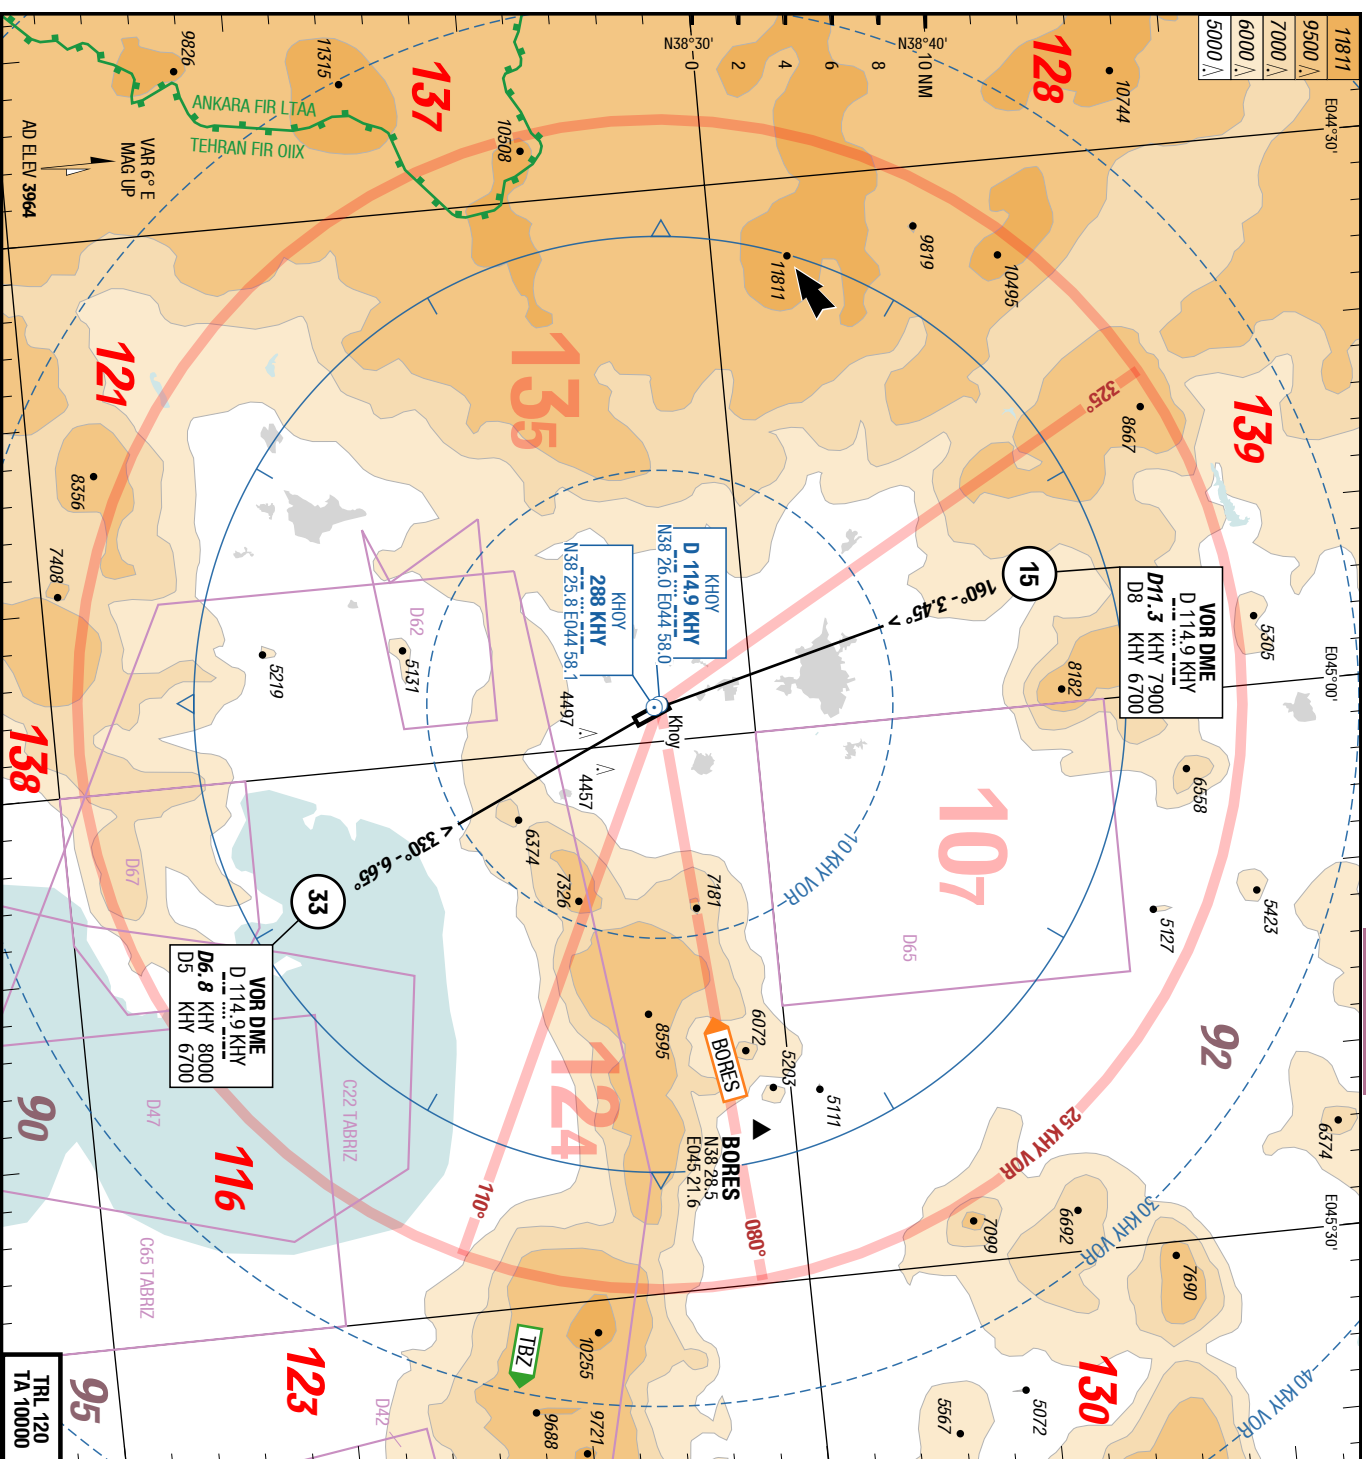 11811
9500
7000
6000
5000
E044°30'
E045°00'
E045°30'
N38°30'
N38°40'
0
2
4
6
8
10 NM
128
10744
9819
10495
11811
137
11315
9826
10508
ANKARA FIR LTAA
TEHRAN FIR OIIX
VAR 6° E
MAG UP
AD ELEV 3964
135
121
139
8667
325°
8356
7408
D62
5131
5219
KHOY
D 114.9 KHY
N38 26.0 E044 58.0
KHOY
288 KHY
N38 25.8 E044 58.1
Khoy
15
160° - 3.45° >
VOR DME
D 114.9 KHY
D11.3 KHY 7900
D8 KHY 6700
5305
8182
6558
138
4497
4457
6374
7326
7181
< 330° - 6.65°
33
VOR DME
D 114.9 KHY
D6.8 KHY 8000
D5 KHY 6700
D67
10 KHY VOR
107
D65
5127
5423
92
8595
6072
5203
5111
BORES
BORES
N38 28.5
E045 21.6
124
110°
080°
25 KHY VOR
30 KHY VOR
40 KHY VOR
6374
7099
6692
7690
90
D47
C22 TABRIZ
116
C65 TABRIZ
123
D42
95
TBZ
10255
9688
9721
130
5072
5567
TRL 120
TA 10000